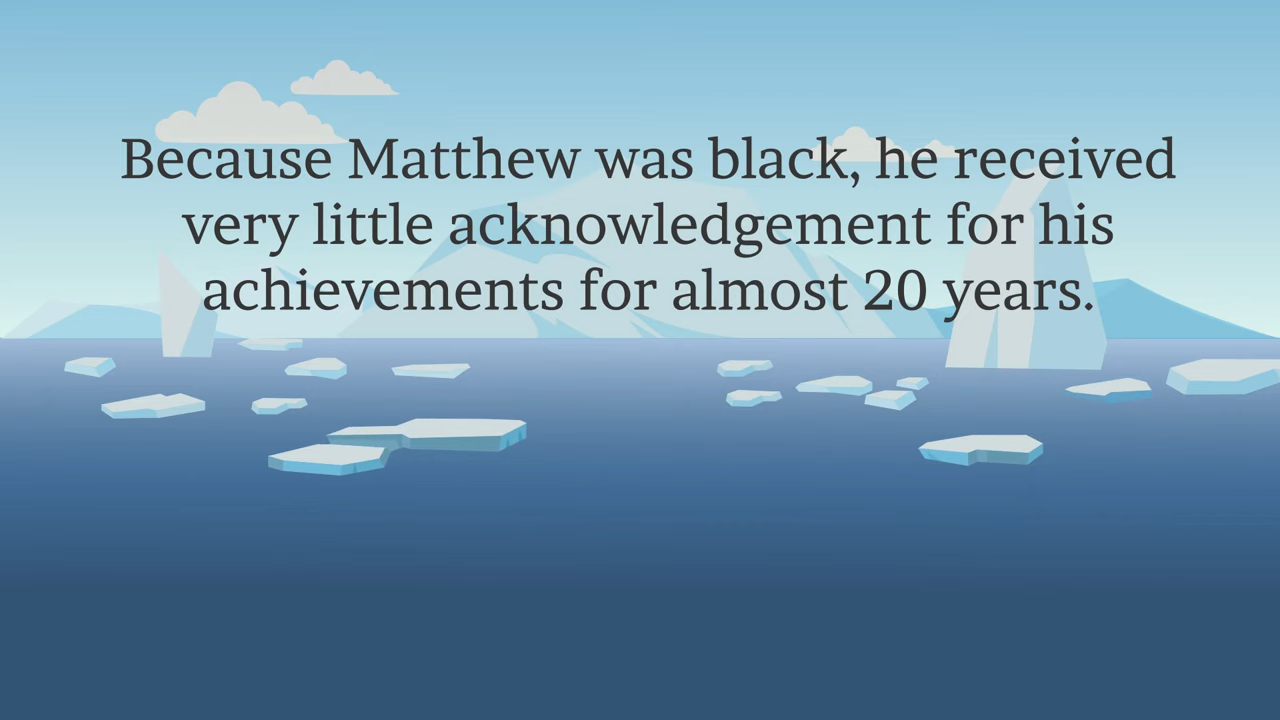 Because Matthew was black, he received
very little acknowledgement for his
achievements for almost 20 years.